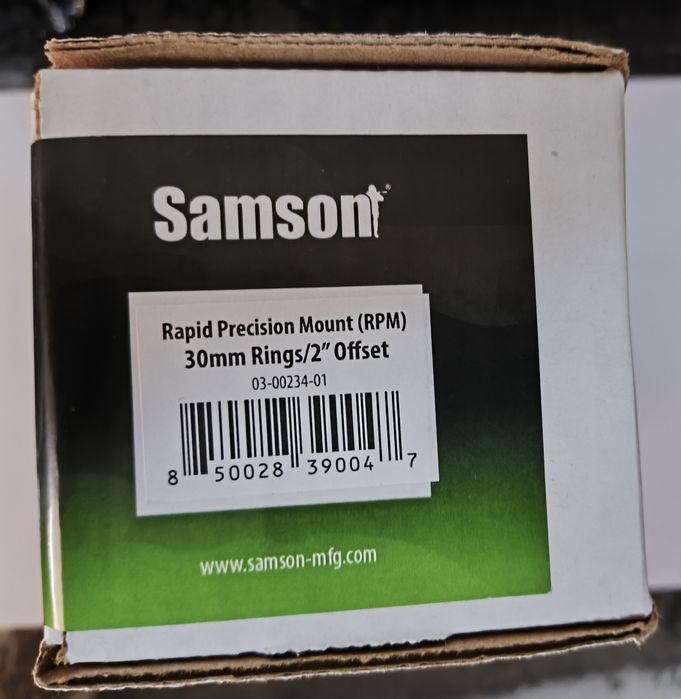 Samson®
Rapid Precision Mount (RPM)
30mm Rings/2” Offset
03-00234-01
8 50028 39004 7
www.samson-mfg.com